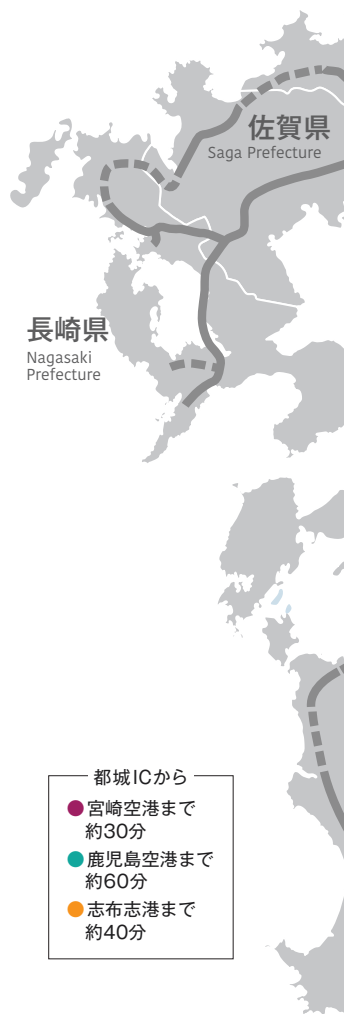 佐賀県
Saga Prefecture
長崎県
Nagasaki
Prefecture
都城ICから
宮崎空港まで
約30分
鹿児島空港まで
約60分
志布志港まで
約40分